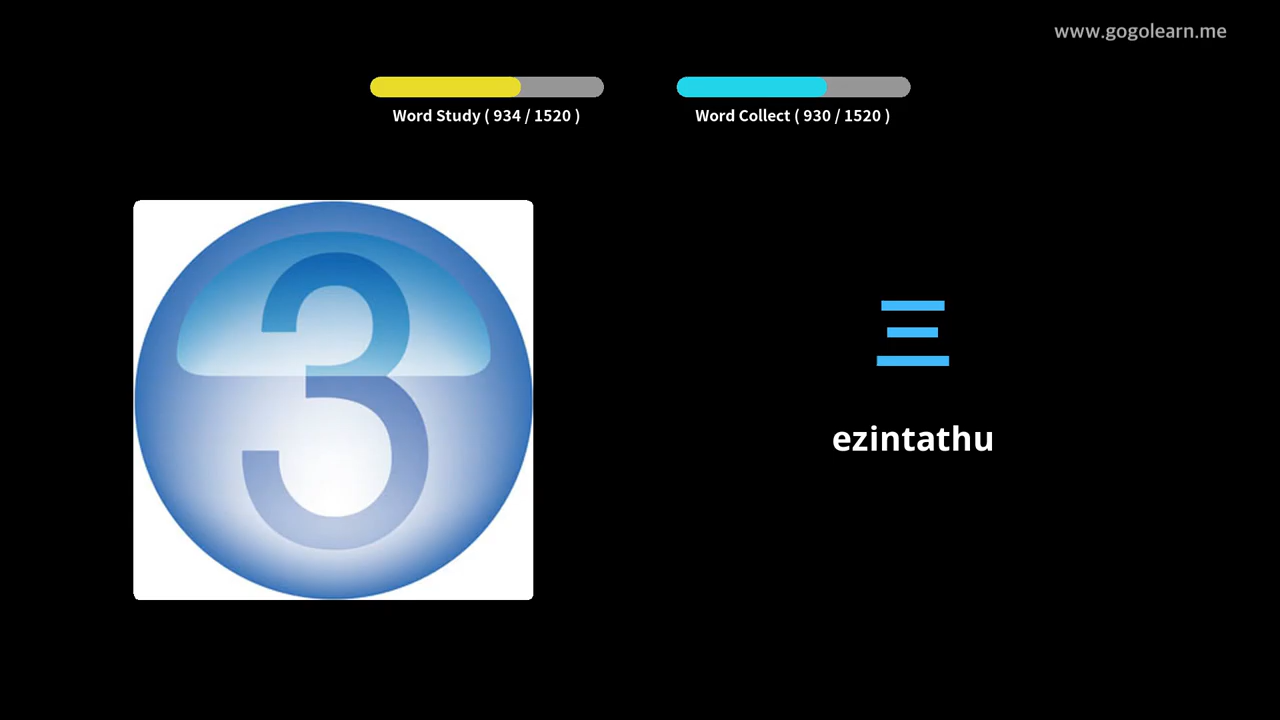 www.gogolearn.me
Word Study ( 934 / 1520 )
Word Collect ( 930 / 1520 )
3
三
ezintathu